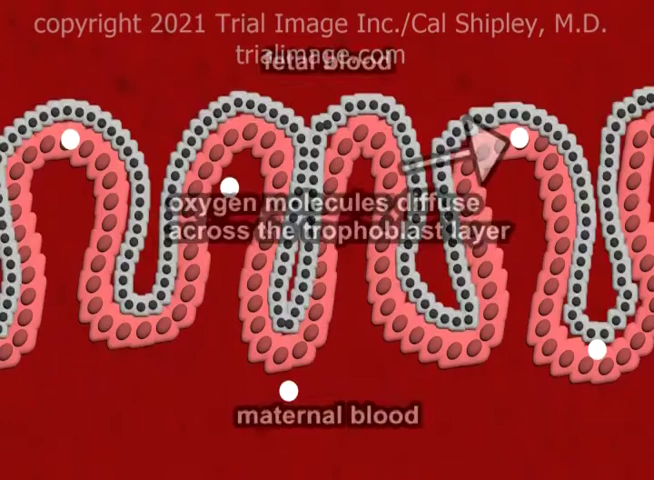 copyright 2021 Trial Image Inc./Cal Shipley, M.D.
trialimage.com
fetal blood
oxygen molecules diffuse
across the trophoblast layer
maternal blood